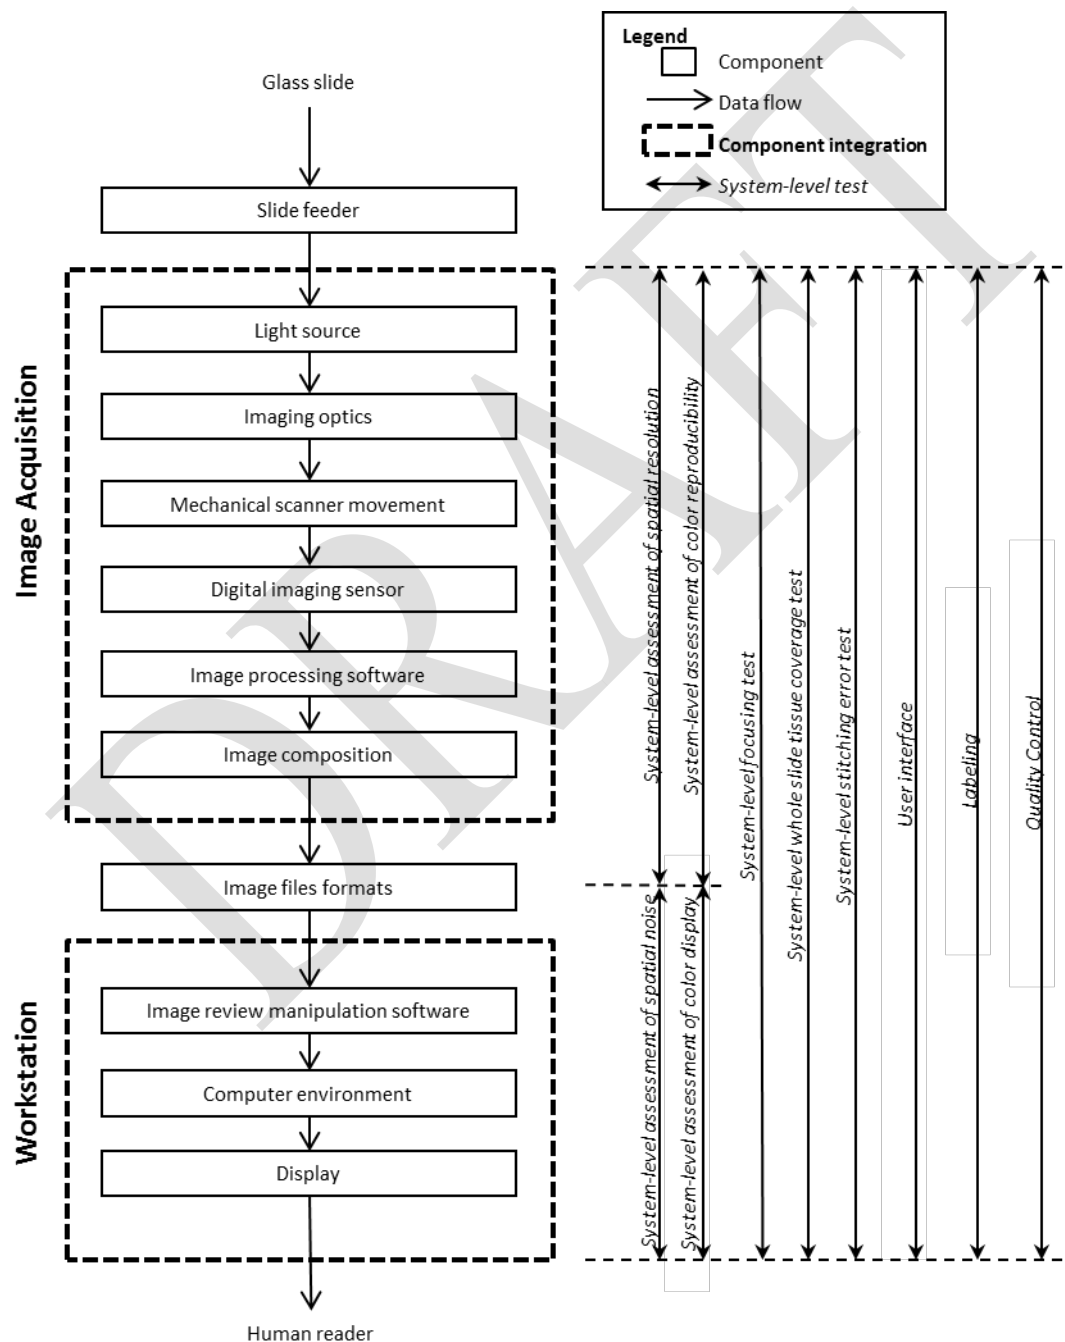 Legend
Component
Data flow
Component integration
System-level test
Glass slide
Slide feeder
Image Acquisition
Light source
Imaging optics
Mechanical scanner movement
Digital imaging sensor
Image processing software
Image composition
Image files formats
Workstation
Image review manipulation software
Computer environment
Display
Human reader
System-level assessment of spatial resolution
System-level assessment of color reproducibility
System-level focusing test
System-level whole slide tissue coverage test
System-level stitching error test
User interface
Labeling
Quality Control
System-level assessment of spatial noise
System-level assessment of color display
DRAFT